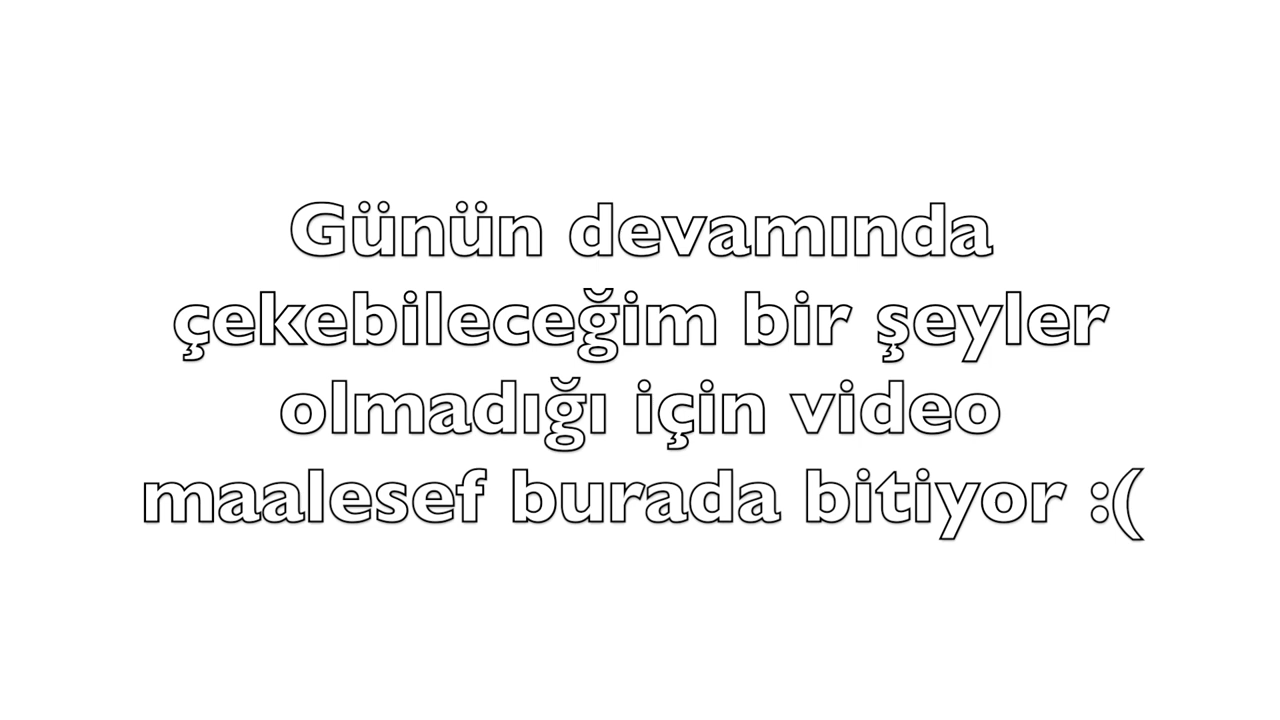 Günün devamında
çekebileceğim bir şeyler
olmadığı için video
maalesef burada bitiyor :(